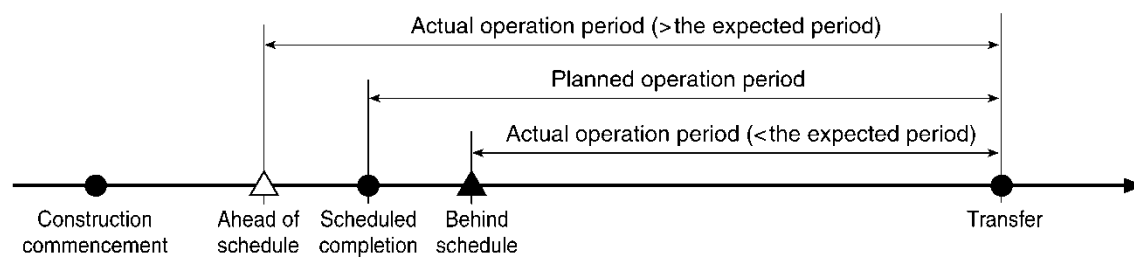 Actual operation period (>the expected period)
Planned operation period
Actual operation period (<the expected period)
Construction
commencement
Ahead of
schedule
Scheduled
completion
Behind
schedule
Transfer